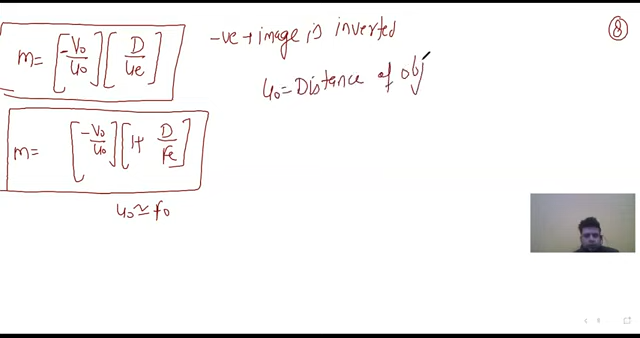 m = [-V₀/u₀] [D/ue]
-ve → image is inverted
8
u₀ = Distance of obj
m = [-V₀/u₀] [1+ D/Fe]
u₀ ≃ f₀